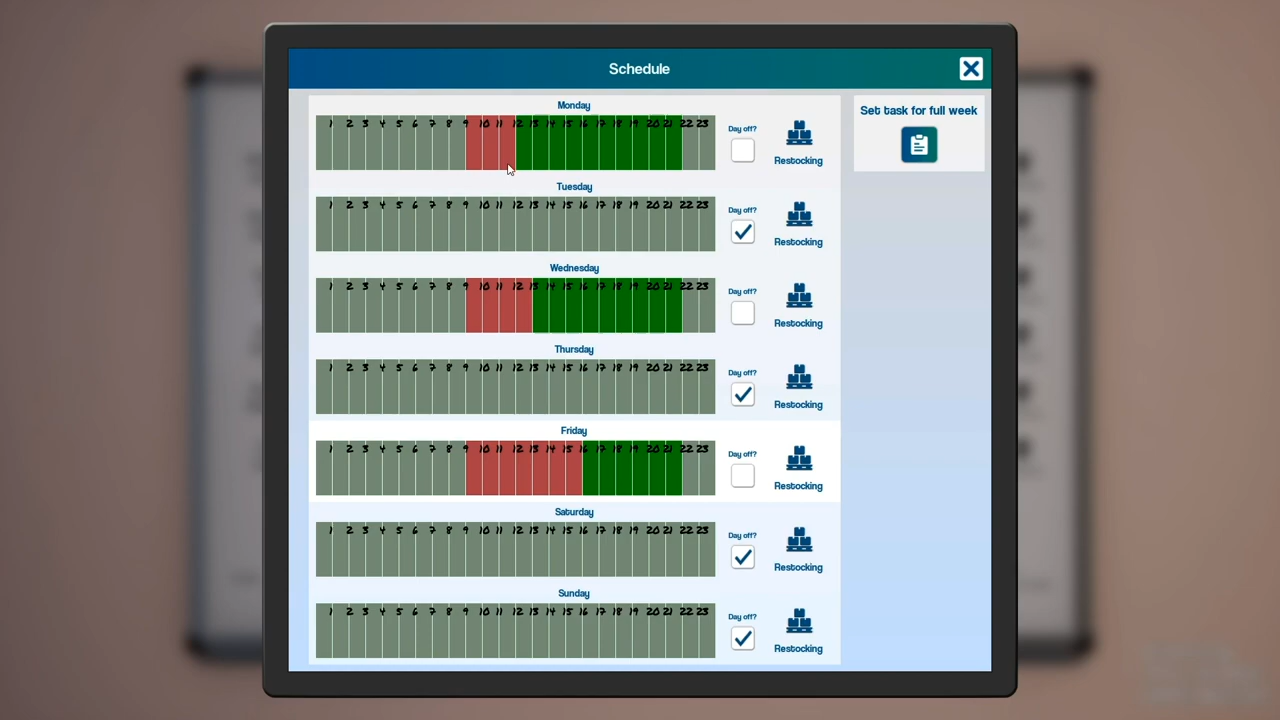 Schedule
Monday
1 2 3 4 5 6 7 8 9 10 11 12 13 14 15 16 17 18 19 20 21 22 23
Day off?
Restocking
Set task for full week
Tuesday
1 2 3 4 5 6 7 8 9 10 11 12 13 14 15 16 17 18 19 20 21 22 23
Day off?
Restocking
Wednesday
1 2 3 4 5 6 7 8 9 10 11 12 13 14 15 16 17 18 19 20 21 22 23
Day off?
Restocking
Thursday
1 2 3 4 5 6 7 8 9 10 11 12 13 14 15 16 17 18 19 20 21 22 23
Day off?
Restocking
Friday
1 2 3 4 5 6 7 8 9 10 11 12 13 14 15 16 17 18 19 20 21 22 23
Day off?
Restocking
Saturday
1 2 3 4 5 6 7 8 9 10 11 12 13 14 15 16 17 18 19 20 21 22 23
Day off?
Restocking
Sunday
1 2 3 4 5 6 7 8 9 10 11 12 13 14 15 16 17 18 19 20 21 22 23
Day off?
Restocking